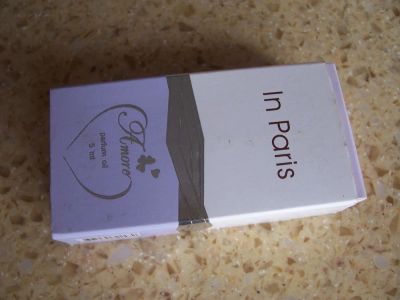 In Paris
Amore
parfum oil
5 ml